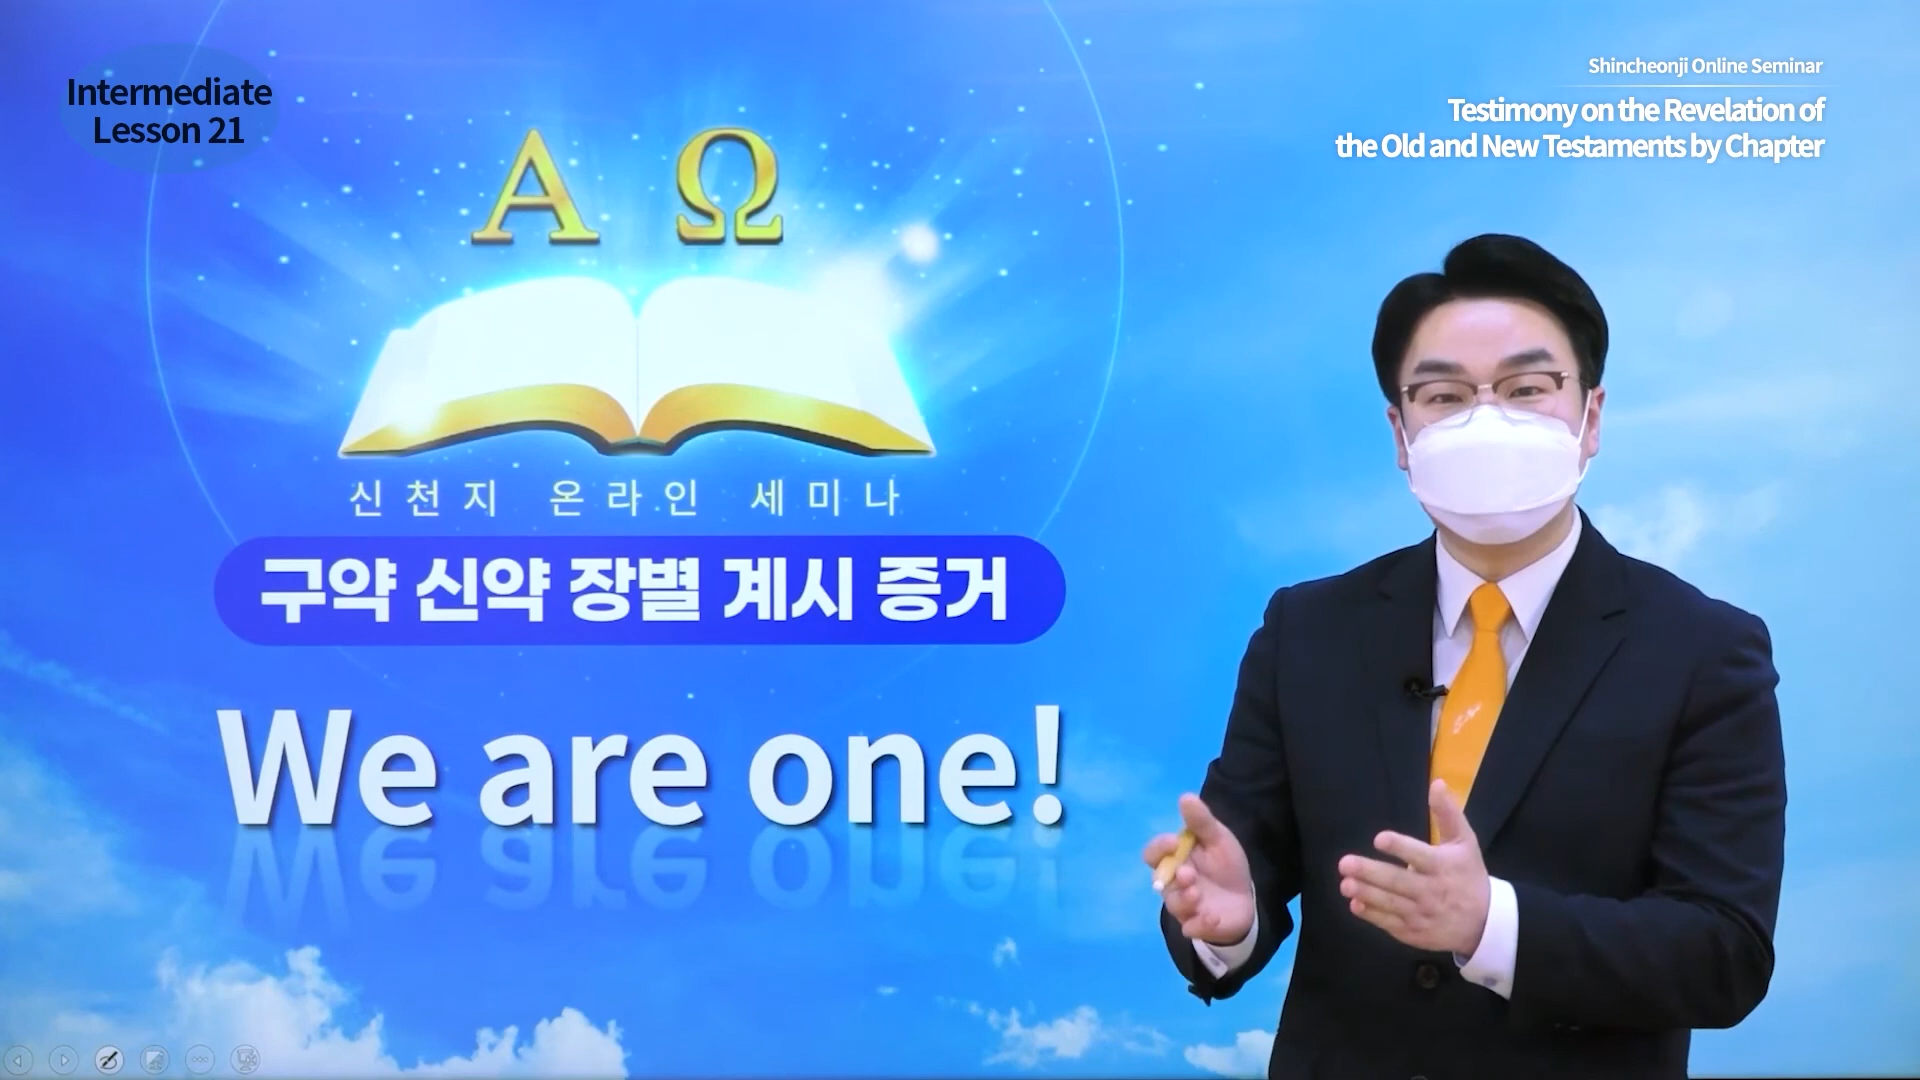 Intermediate
Lesson 21
Shincheonji Online Seminar
Testimony on the Revelation of
the Old and New Testaments by Chapter
Α Ω
신천지 온라인 세미나
구약 신약 장별 계시 증거
We are one!